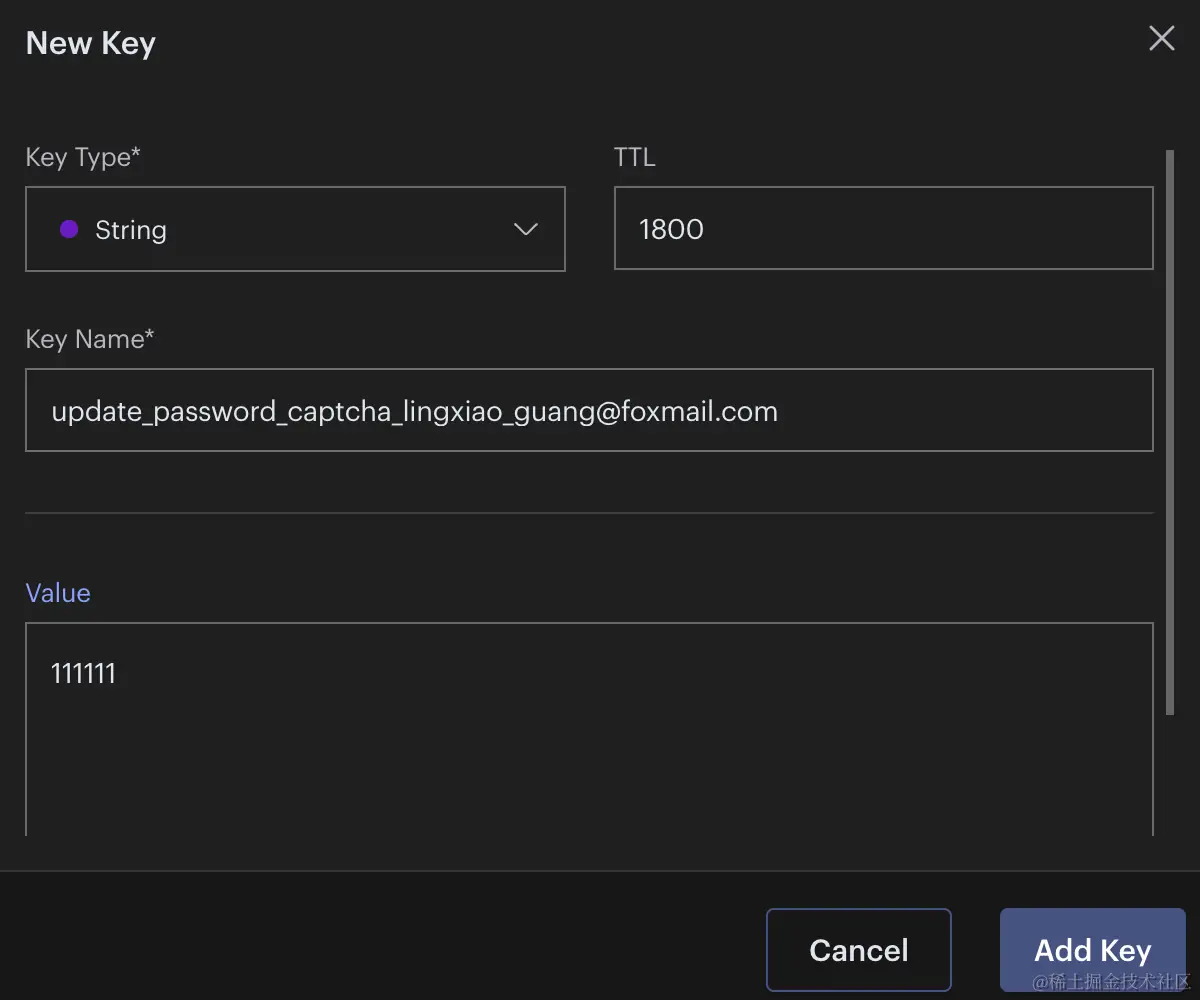 New Key
Key Type*
TTL
String
1800
Key Name*
update_password_captcha_lingxiao_guang@foxmail.com
Value
111111
Cancel
Add Key
@稀土掘金技术社区